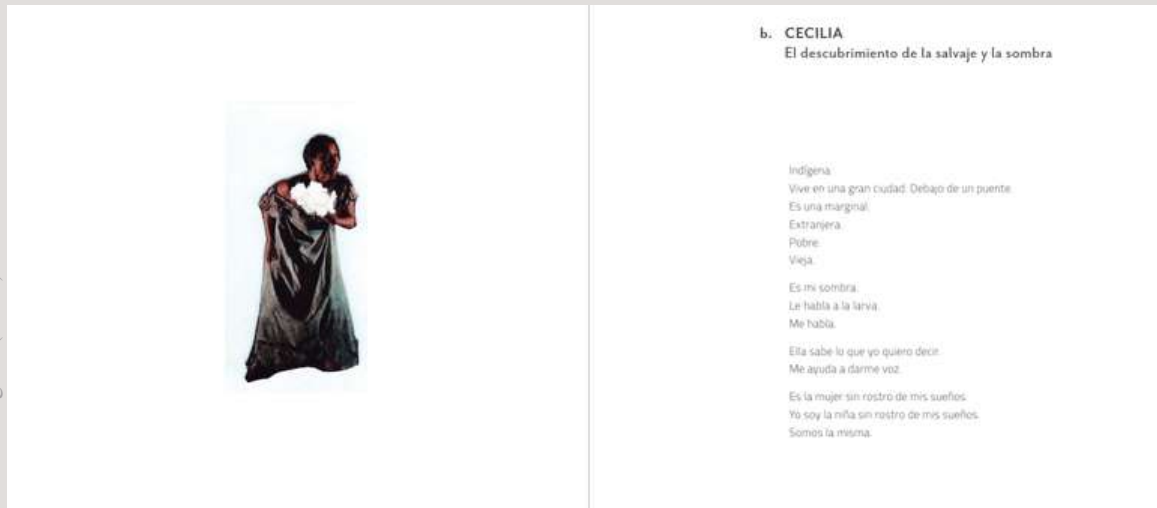 b. CECILIA
El descubrimiento de la salvaje y la sombra
Indígena.
Vive en una gran ciudad. Debajo de un puente.
Es una marginal.
Extranjera.
Pobre.
Vieja.
Es mi sombra.
Le habla a la larva.
Me habla.
Ella sabe lo que yo quiero decir.
Me ayuda a darme voz.
Es la mujer sin rostro de mis sueños.
Yo soy la niña sin rostro de mis sueños.
Somos la misma.